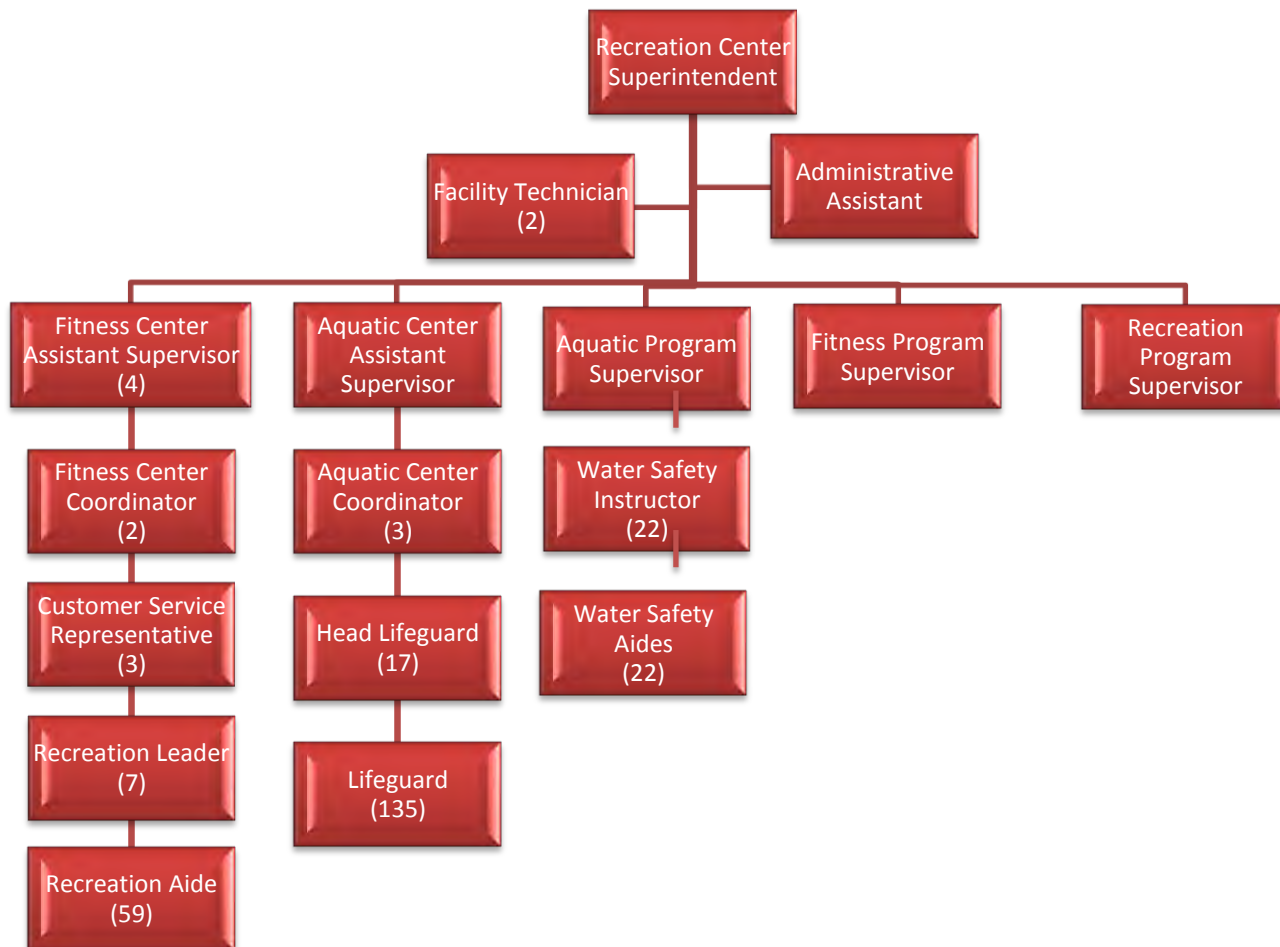 Recreation Center
Superintendent
Facility Technician
(2)
Administrative
Assistant
Fitness Center
Assistant Supervisor
(4)
Aquatic Center
Assistant
Supervisor
Aquatic Program
Supervisor
Fitness Program
Supervisor
Recreation
Program
Supervisor
Fitness Center
Coordinator
(2)
Aquatic Center
Coordinator
(3)
Water Safety
Instructor
(22)
Customer Service
Representative
(3)
Head Lifeguard
(17)
Water Safety
Aides
(22)
Recreation Leader
(7)
Lifeguard
(135)
Recreation Aide
(59)